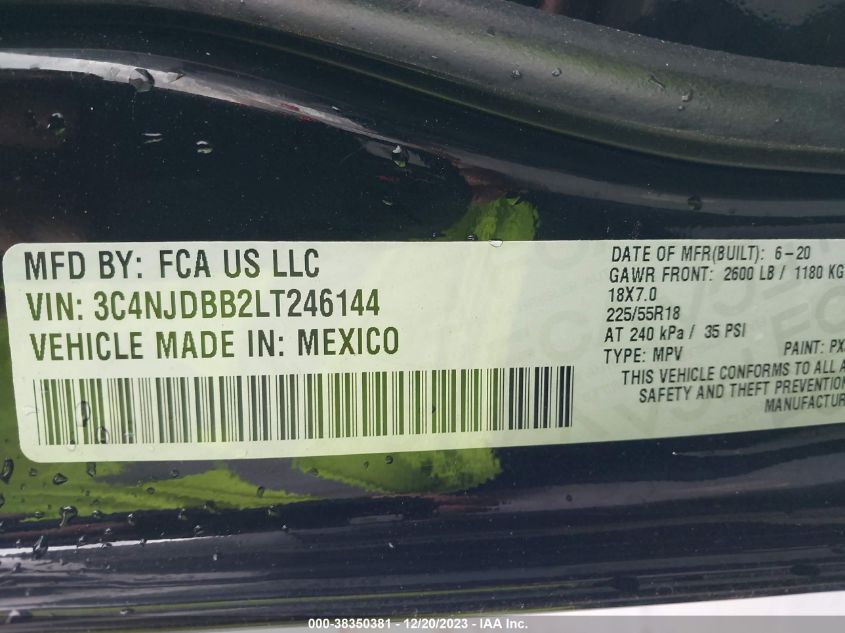 MFD BY: FCA US LLC
VIN: 3C4NJDBB2LT246144
VEHICLE MADE IN: MEXICO
DATE OF MFR(BUILT): 6-20
GAWR FRONT: 2600 LB / 1180 KG
18X7.0
225/55R18
AT 240 kPa / 35 PSI
TYPE: MPV
PAINT: PX
THIS VEHICLE CONFORMS TO ALL A
SAFETY AND THEFT PREVENTION
MANUFACTUR
000-38350381 - 12/20/2023 - IAA Inc.